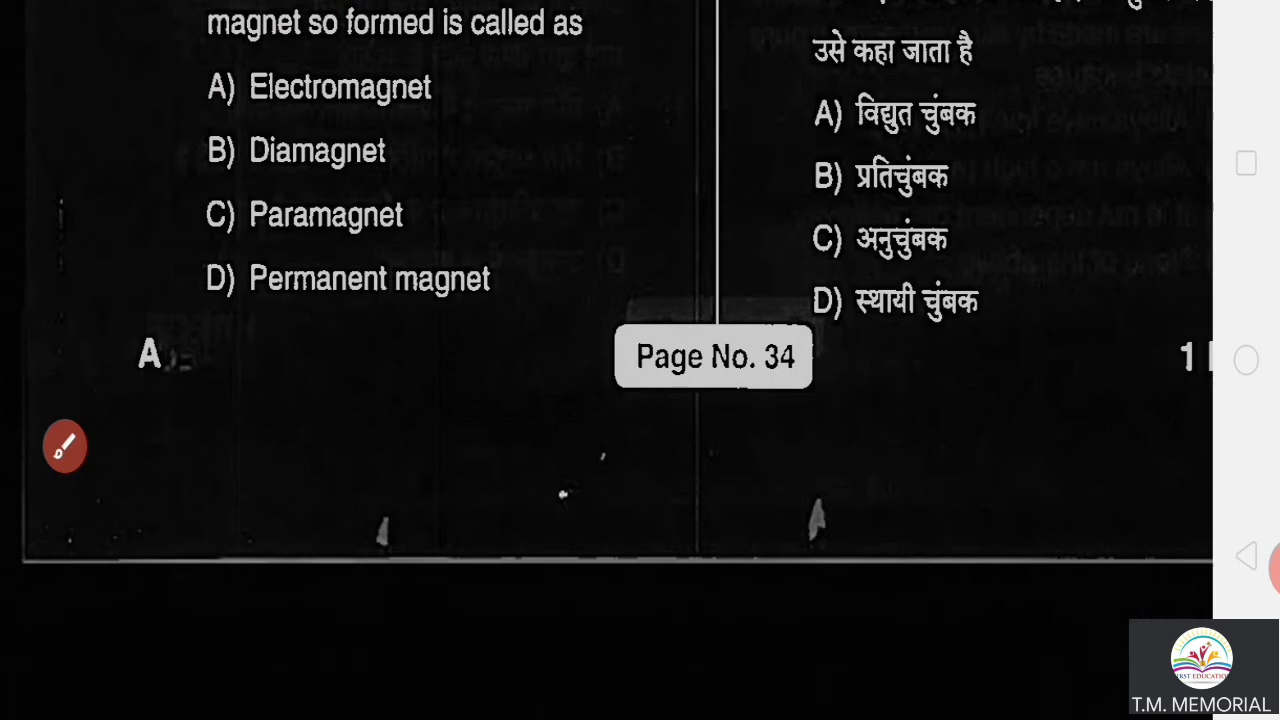 magnet so formed is called as
A) Electromagnet
B) Diamagnet
C) Paramagnet
D) Permanent magnet
उसे कहा जाता है
A) विद्युत चुंबक
B) प्रतिचुंबक
C) अनुचुंबक
D) स्थायी चुंबक
A
Page No. 34
1
T.M. MEMORIAL